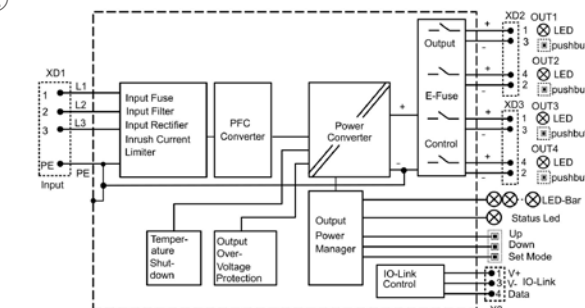 XD1
1 L1
2 L2
3 L3
PE PE
Input
Input Fuse
Input Filter
Input Rectifier
Inrush Current
Limiter
PFC
Converter
Power
Converter
+
-
Output
E-Fuse
Control
+
-
+
-
+
-
+
-
XD2 OUT1
1 LED
3 pushbu
OUT2
4 LED
2 pushbu
XD3 OUT3
1 LED
3 pushbu
OUT4
4 LED
2 pushbu
Temper-
ature
Shut-
down
Output
Over-
Voltage
Protection
Output
Power
Manager
LED-Bar
Status Led
Up
Down
Set Mode
IO-Link
Control
1 V+
3 V- IO-Link
4 Data